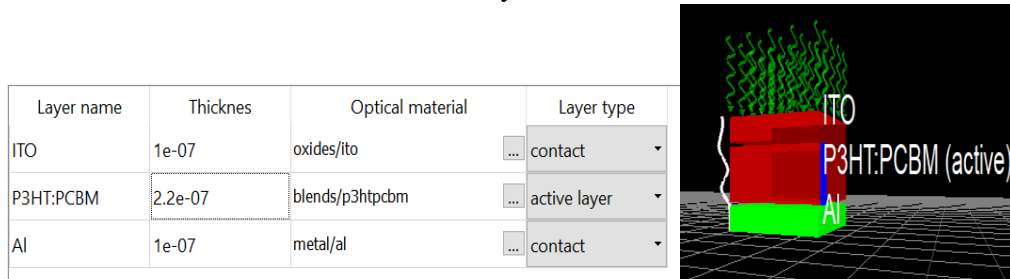 Layer name Thicknes Optical material Layer type
ITO 1e-07 oxides/ito ... contact
P3HT:PCBM 2.2e-07 blends/p3htpcbm ... active layer
Al 1e-07 metal/al ... contact
ITO
P3HT:PCBM (active)
Al